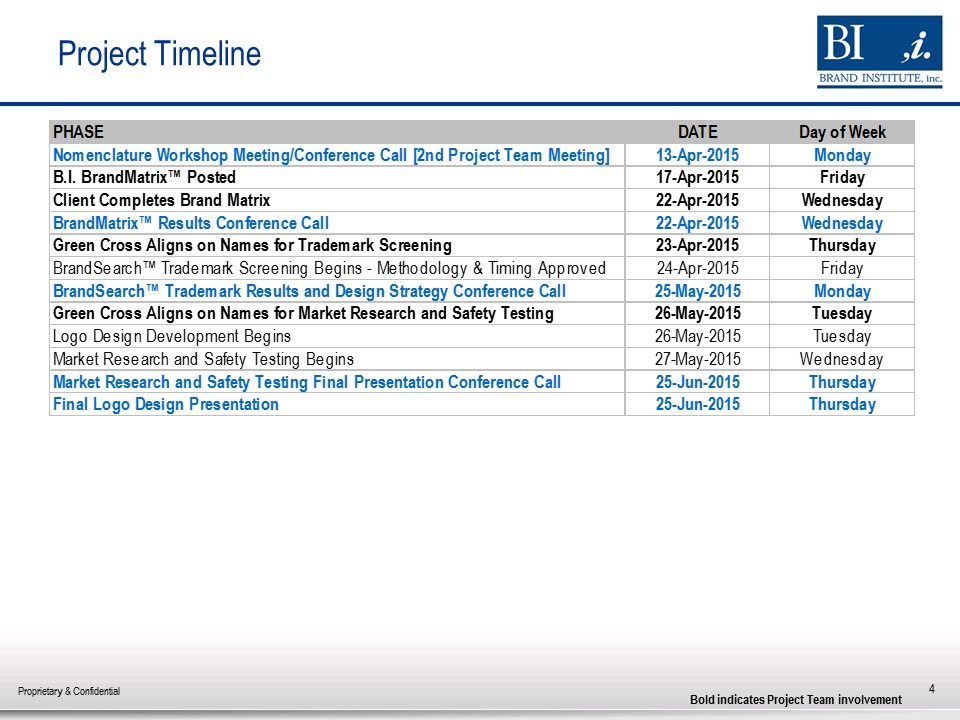 Project Timeline
BI ,i.
BRAND INSTITUTE, inc.
PHASE DATE Day of Week
Nomenclature Workshop Meeting/Conference Call [2nd Project Team Meeting] 13-Apr-2015 Monday
B.I. BrandMatrix™ Posted 17-Apr-2015 Friday
Client Completes Brand Matrix 22-Apr-2015 Wednesday
BrandMatrix™ Results Conference Call 22-Apr-2015 Wednesday
Green Cross Aligns on Names for Trademark Screening 23-Apr-2015 Thursday
BrandSearch™ Trademark Screening Begins - Methodology & Timing Approved 24-Apr-2015 Friday
BrandSearch™ Trademark Results and Design Strategy Conference Call 25-May-2015 Monday
Green Cross Aligns on Names for Market Research and Safety Testing 26-May-2015 Tuesday
Logo Design Development Begins 26-May-2015 Tuesday
Market Research and Safety Testing Begins 27-May-2015 Wednesday
Market Research and Safety Testing Final Presentation Conference Call 25-Jun-2015 Thursday
Final Logo Design Presentation 25-Jun-2015 Thursday
Proprietary & Confidential
Bold indicates Project Team involvement
4